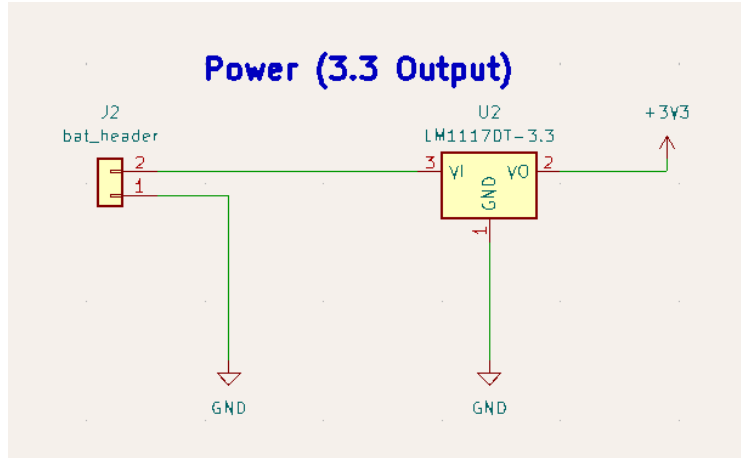 Power (3.3 Output)
J2
bat_header
2
1
U2
LM1117DT-3.3
3
VI
VO
2
GND
1
+3V3
GND
GND